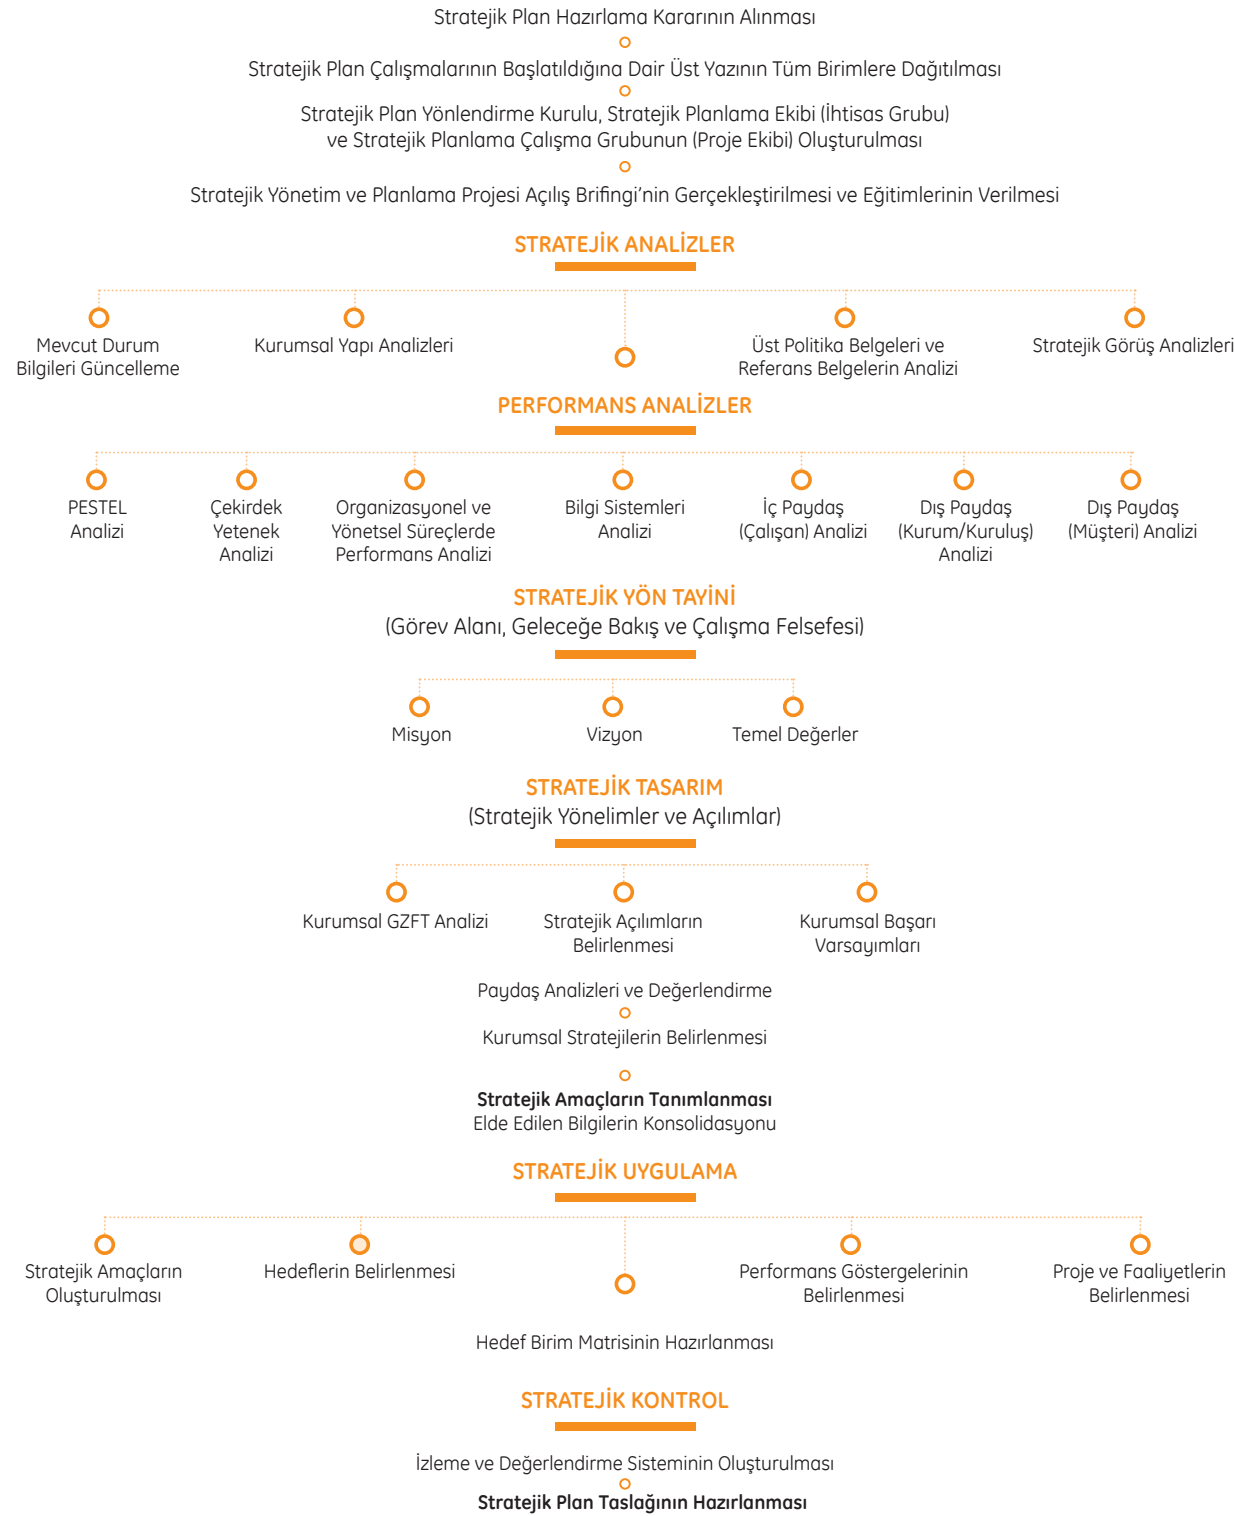 Stratejik Plan Hazırlama Kararının Alınması
Stratejik Plan Çalışmalarının Başlatıldığına Dair Üst Yazının Tüm Birimlere Dağıtılması
Stratejik Plan Yönlendirme Kurulu, Stratejik Planlama Ekibi (İhtisas Grubu)
ve Stratejik Planlama Çalışma Grubunun (Proje Ekibi) Oluşturulması
Stratejik Yönetim ve Planlama Projesi Açılış Brifingi’nin Gerçekleştirilmesi ve Eğitimlerinin Verilmesi
STRATEJİK ANALİZLER
Mevcut Durum
Bilgileri Güncelleme
Kurumsal Yapı Analizleri
Üst Politika Belgeleri ve
Referans Belgelerin Analizi
Stratejik Görüş Analizleri
PERFORMANS ANALİZLER
PESTEL
Analizi
Çekirdek
Yetenek
Analizi
Organizasyonel ve
Yönetsel Süreçlerde
Performans Analizi
Bilgi Sistemleri
Analizi
İç Paydaş
(Çalışan) Analizi
Dış Paydaş
(Kurum/Kuruluş)
Analizi
Dış Paydaş
(Müşteri) Analizi
STRATEJİK YÖN TAYİNİ
(Görev Alanı, Geleceğe Bakış ve Çalışma Felsefesi)
Misyon
Vizyon
Temel Değerler
STRATEJİK TASARIM
(Stratejik Yönelimler ve Açılımlar)
Kurumsal GZFT Analizi
Stratejik Açılımların
Belirlenmesi
Kurumsal Başarı
Varsayımları
Paydaş Analizleri ve Değerlendirme
Kurumsal Stratejilerin Belirlenmesi
Stratejik Amaçların Tanımlanması
Elde Edilen Bilgilerin Konsolidasyonu
STRATEJİK UYGULAMA
Stratejik Amaçların
Oluşturulması
Hedeflerin Belirlenmesi
Performans Göstergelerinin
Belirlenmesi
Proje ve Faaliyetlerin
Belirlenmesi
Hedef Birim Matrisinin Hazırlanması
STRATEJİK KONTROL
İzleme ve Değerlendirme Sisteminin Oluşturulması
Stratejik Plan Taslağının Hazırlanması